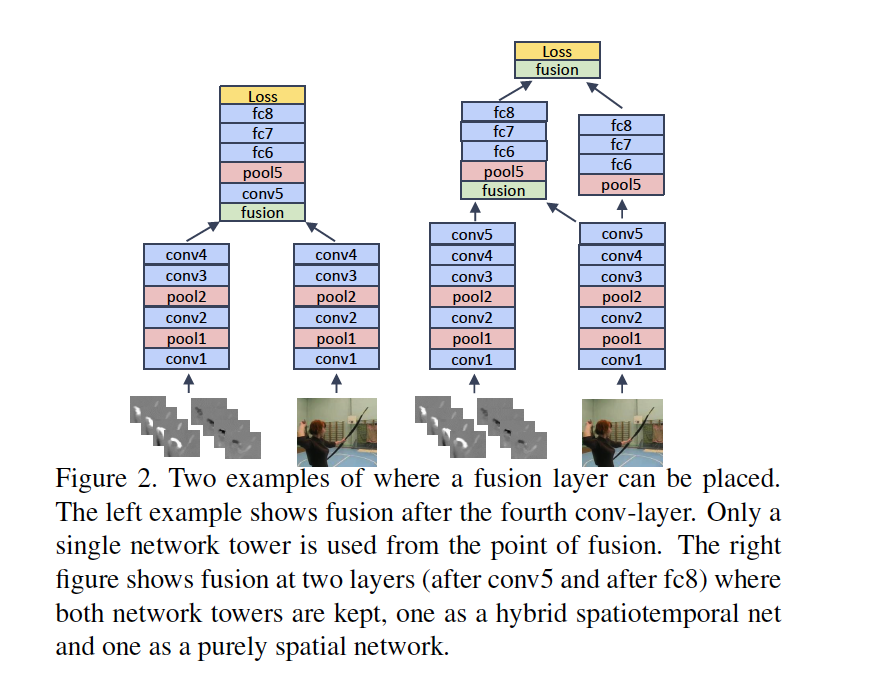 Loss
fc8
fc7
fc6
pool5
conv5
fusion
conv4
conv3
pool2
conv2
pool1
conv1
conv4
conv3
pool2
conv2
pool1
conv1
Loss
fusion
fc8
fc7
fc6
pool5
fusion
fc8
fc7
fc6
pool5
conv5
conv4
conv3
pool2
conv2
pool1
conv1
conv5
conv4
conv3
pool2
conv2
pool1
conv1
Figure 2. Two examples of where a fusion layer can be placed.
The left example shows fusion after the fourth conv-layer. Only a
single network tower is used from the point of fusion. The right
figure shows fusion at two layers (after conv5 and after fc8) where
both network towers are kept, one as a hybrid spatiotemporal net
and one as a purely spatial network.